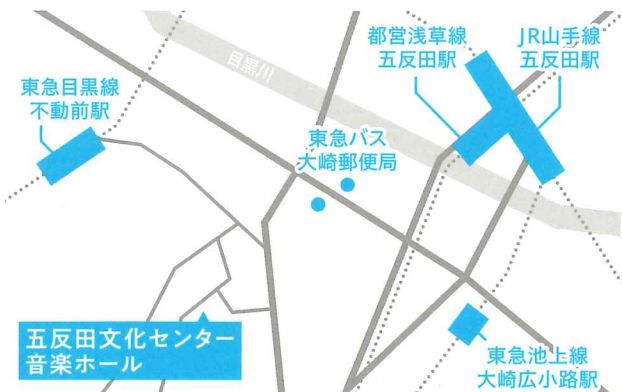 都営浅草線
五反田駅
JR山手線
五反田駅
目黒川
東急目黒線
不動前駅
東急バス
大崎郵便局
五反田文化センター
音楽ホール
東急池上線
大崎広小路駅